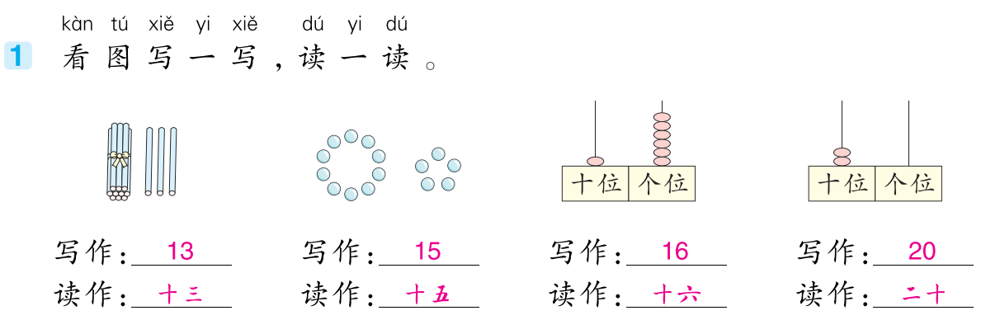 kàn tú xiě yi xiě dú yi dú
1 看图写一写，读一读。
十位 个位 十位 个位
写作：13 写作：15 写作：16 写作：20
读作：十三 读作：十五 读作：十六 读作：二十